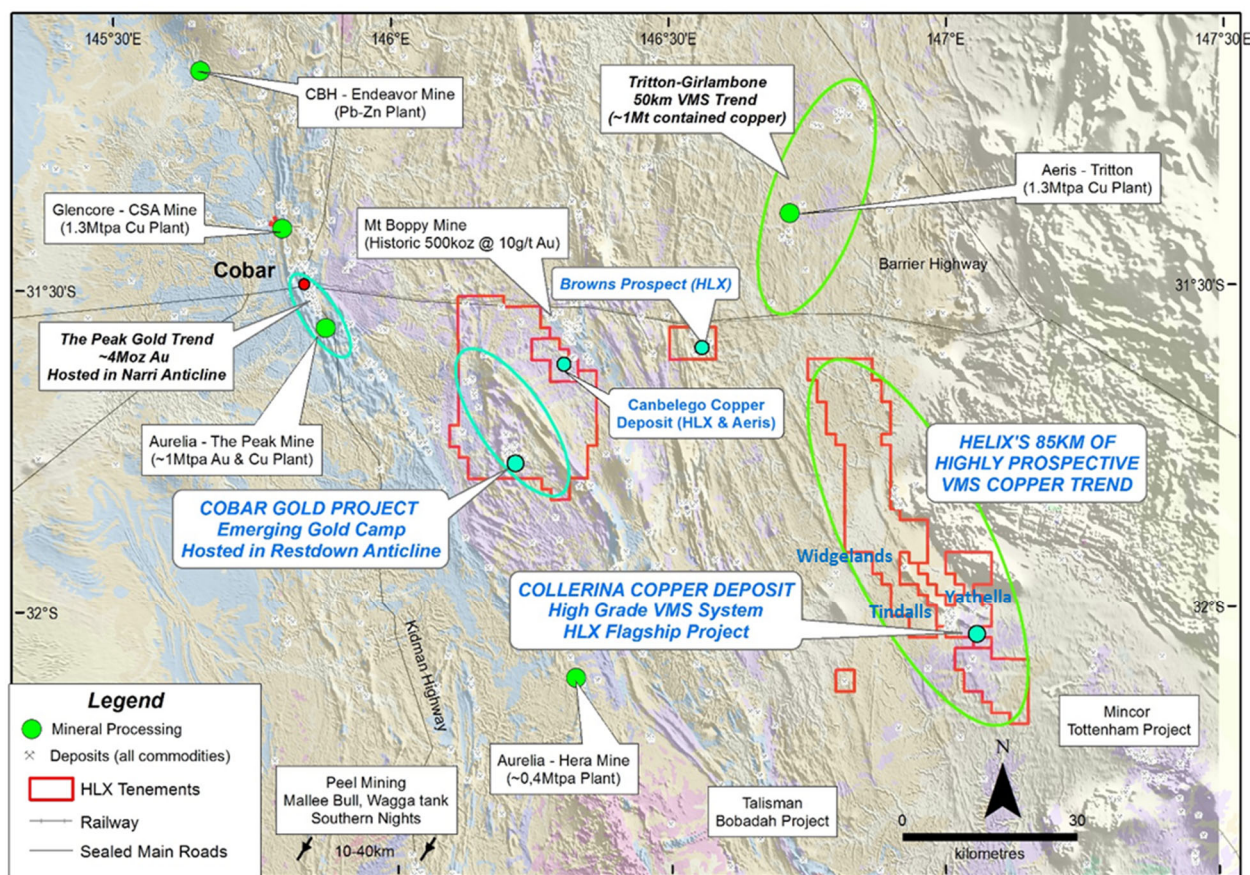 145°30'E
146°E
146°30'E
147°E
147°30'E
CBH - Endeavor Mine
(Pb-Zn Plant)
Tritton-Girlambone
50km VMS Trend
(~1Mt contained copper)
Aeris - Tritton
(1.3Mtpa Cu Plant)
Glencore - CSA Mine
(1.3Mtpa Cu Plant)
Mt Boppy Mine
(Historic 500koz @ 10g/t Au)
Cobar
Barrier Highway
Browns Prospect (HLX)
31°30'S
31°30'S
The Peak Gold Trend
~4Moz Au
Hosted in Narri Anticline
Canbelego Copper
Deposit (HLX & Aeris)
Aurelia - The Peak Mine
(~1Mtpa Au & Cu Plant)
HELIX'S 85KM OF
HIGHLY PROSPECTIVE
VMS COPPER TREND
COBAR GOLD PROJECT
Emerging Gold Camp
Hosted in Restdown Anticline
Widgelands
COLLERINA COPPER DEPOSIT
High Grade VMS System
HLX Flagship Project
Yathella
Tindalls
32°S
32°S
Kidman Highway
Legend
Mineral Processing
Deposits (all commodities)
HLX Tenements
Railway
Sealed Main Roads
Aurelia - Hera Mine
(~0,4Mtpa Plant)
Mincor
Tottenham Project
N
Peel Mining
Mallee Bull, Wagga tank
Southern Nights
10-40km
Talisman
Bobadah Project
0
30
kilometres
146°E
146°30'E
147°E